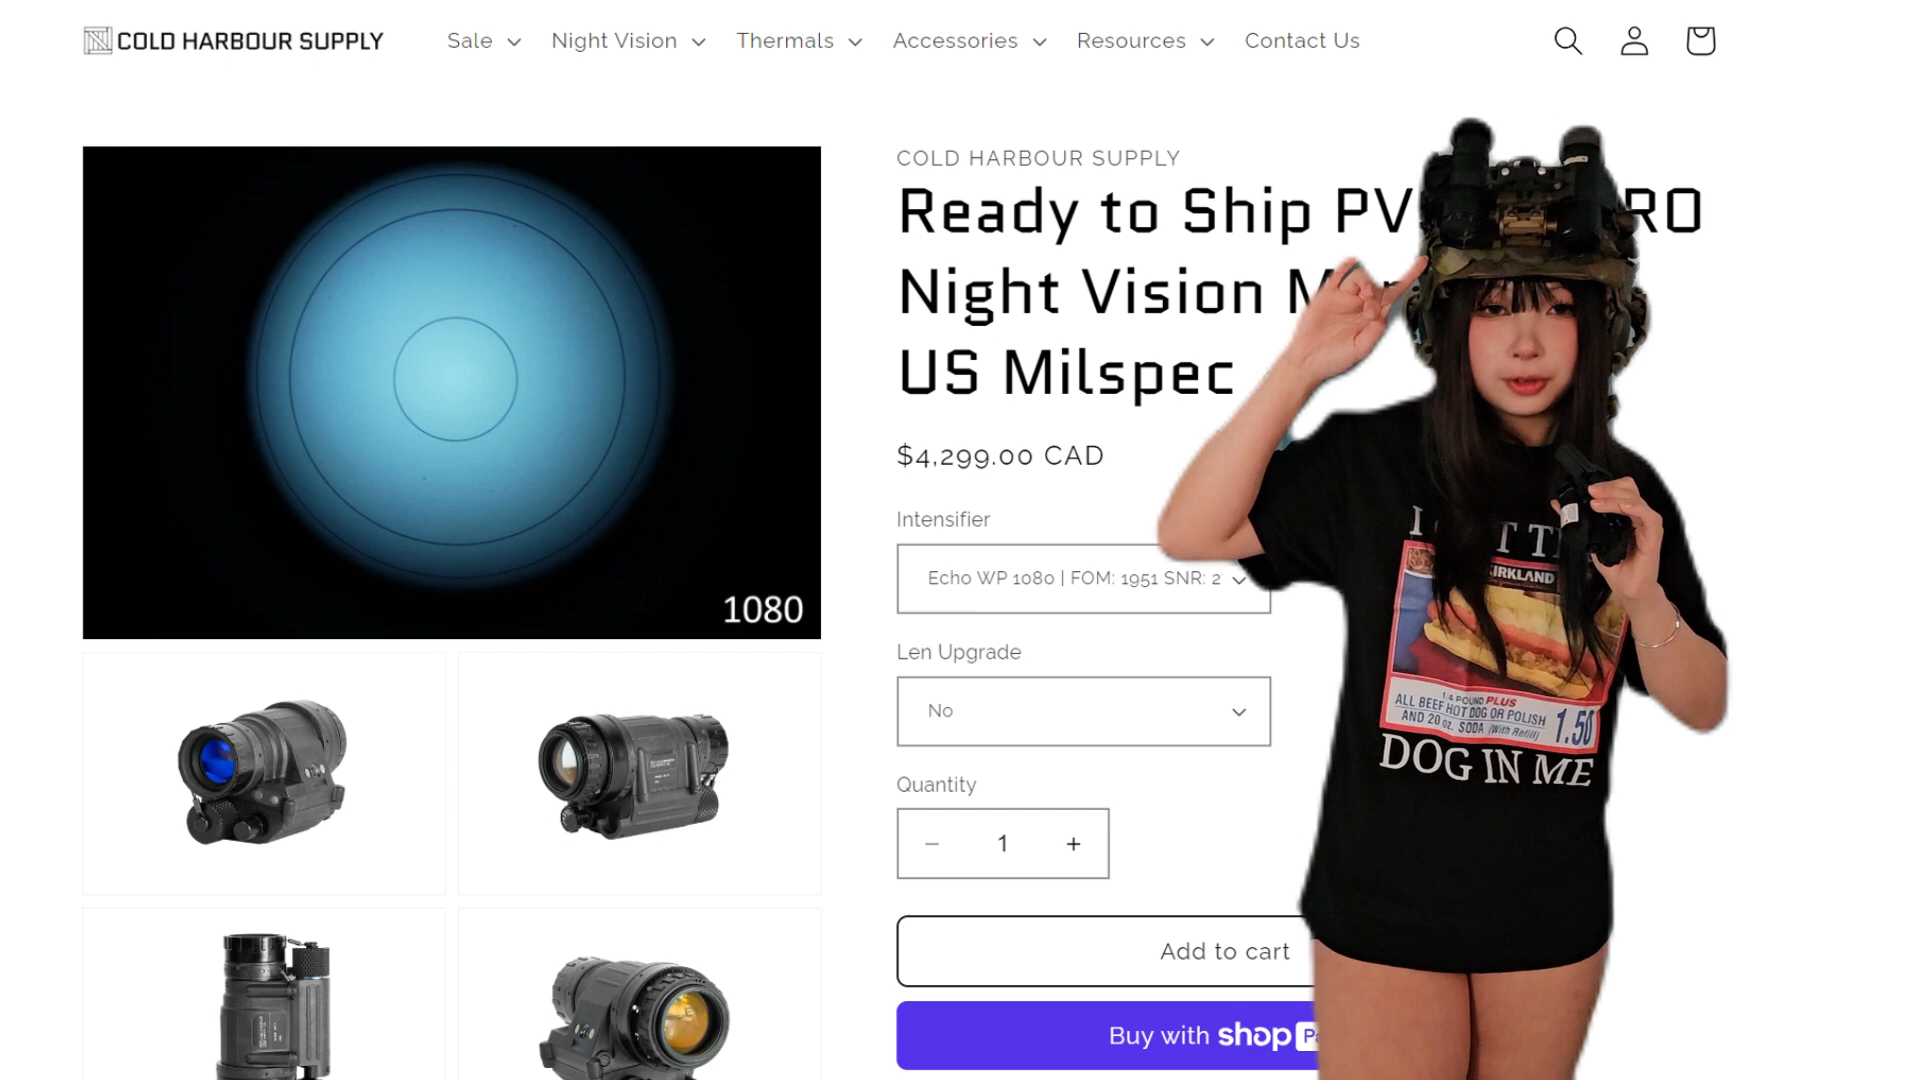 COLD HARBOUR SUPPLY
Sale
Night Vision
Thermals
Accessories
Resources
Contact Us
1080
COLD HARBOUR SUPPLY
Ready to Ship PV RO
Night Vision
US Milspec
$4,299.00 CAD
Intensifier
Echo WP 1080 | FOM: 1951 SNR: 2
Len Upgrade
No
Quantity
1
Add to cart
Buy with shop
KIRKLAND
1/4 POUND PLUS
ALL BEEF HOT DOG OR POLISH
AND 20 oz. SODA (With Refill)
1.50
DOG IN ME